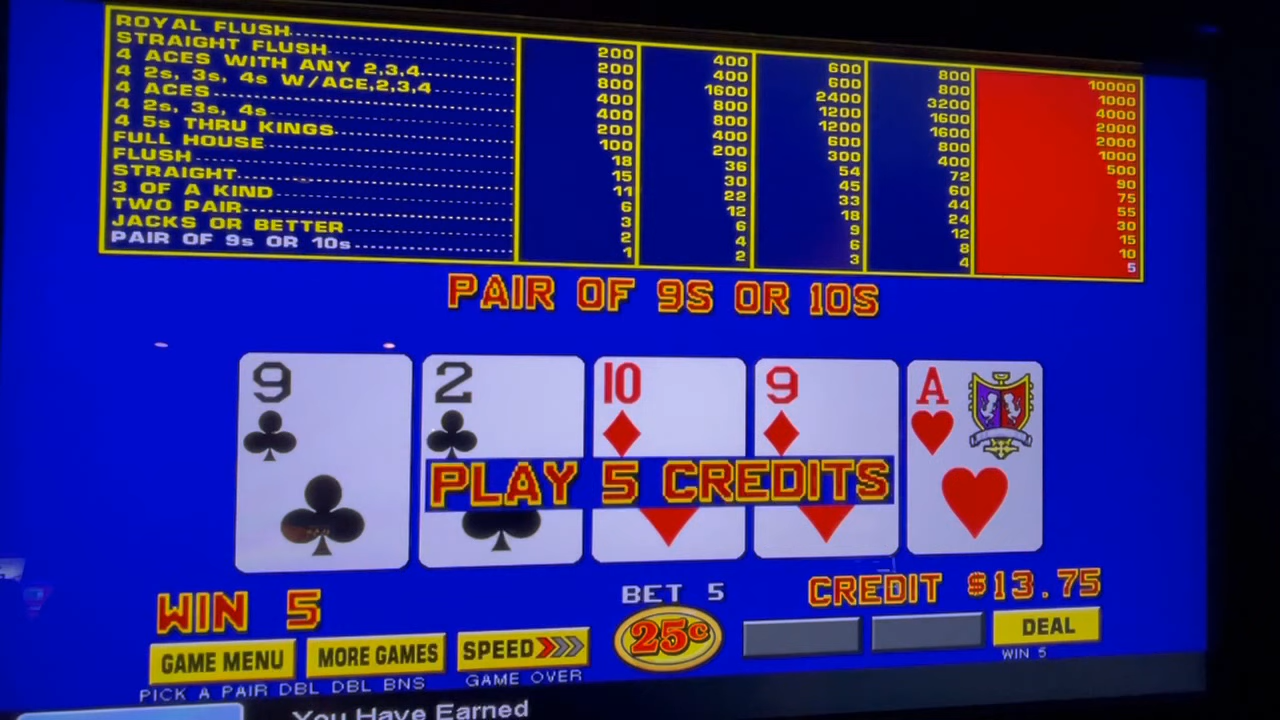 ROYAL FLUSH 200 400 600 800 10000
STRAIGHT FLUSH 200 400 600 800 1000
4 ACES WITH ANY 2,3,4 800 1600 2400 3200 4000
4 2s, 3s, 4s W/ACE,2,3,4 400 800 1200 1600 2000
4 ACES 400 800 1200 1600 2000
4 2s, 3s, 4s 200 400 600 800 1000
4 5s THRU KINGS 100 200 300 400 500
FULL HOUSE 18 36 54 72 90
FLUSH 15 30 45 60 75
STRAIGHT 11 22 33 44 55
3 OF A KIND 6 12 18 24 30
TWO PAIR 3 6 9 12 15
JACKS OR BETTER 2 4 6 8 10
PAIR OF 9s OR 10s 1 2 3 4 5
PAIR OF 9S OR 10S
9 2 10 9 A
PLAY 5 CREDITS
WIN 5 BET 5 CREDIT $13.75
GAME MENU MORE GAMES SPEED 25¢ DEAL
PICK A PAIR DBL DBL BNS GAME OVER WIN 5
You Have Earned